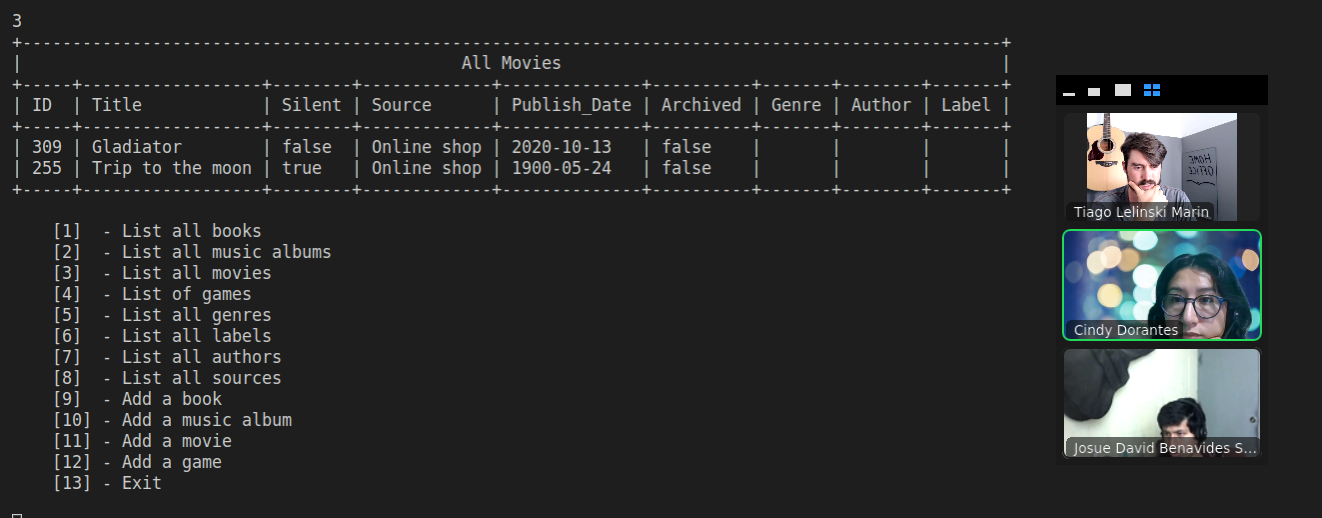 3
+--------------------------------------------------------------------------------------------------+
|                                            All Movies                                            |
+-----+------------------+--------+-------------+--------------+----------+-------+--------+-------+
| ID  | Title            | Silent | Source      | Publish_Date | Archived | Genre | Author | Label |
+-----+------------------+--------+-------------+--------------+----------+-------+--------+-------+
| 309 | Gladiator        | false  | Online shop | 2020-10-13   | false    |       |        |       |
| 255 | Trip to the moon | true   | Online shop | 1900-05-24   | false    |       |        |       |
+-----+------------------+--------+-------------+--------------+----------+-------+--------+-------+
[1]  - List all books
[2]  - List all music albums
[3]  - List all movies
[4]  - List of games
[5]  - List all genres
[6]  - List all labels
[7]  - List all authors
[8]  - List all sources
[9]  - Add a book
[10] - Add a music album
[11] - Add a movie
[12] - Add a game
[13] - Exit
HOME
OFFICE
Tiago Lelinski Marin
Cindy Dorantes
Josue David Benavides S...